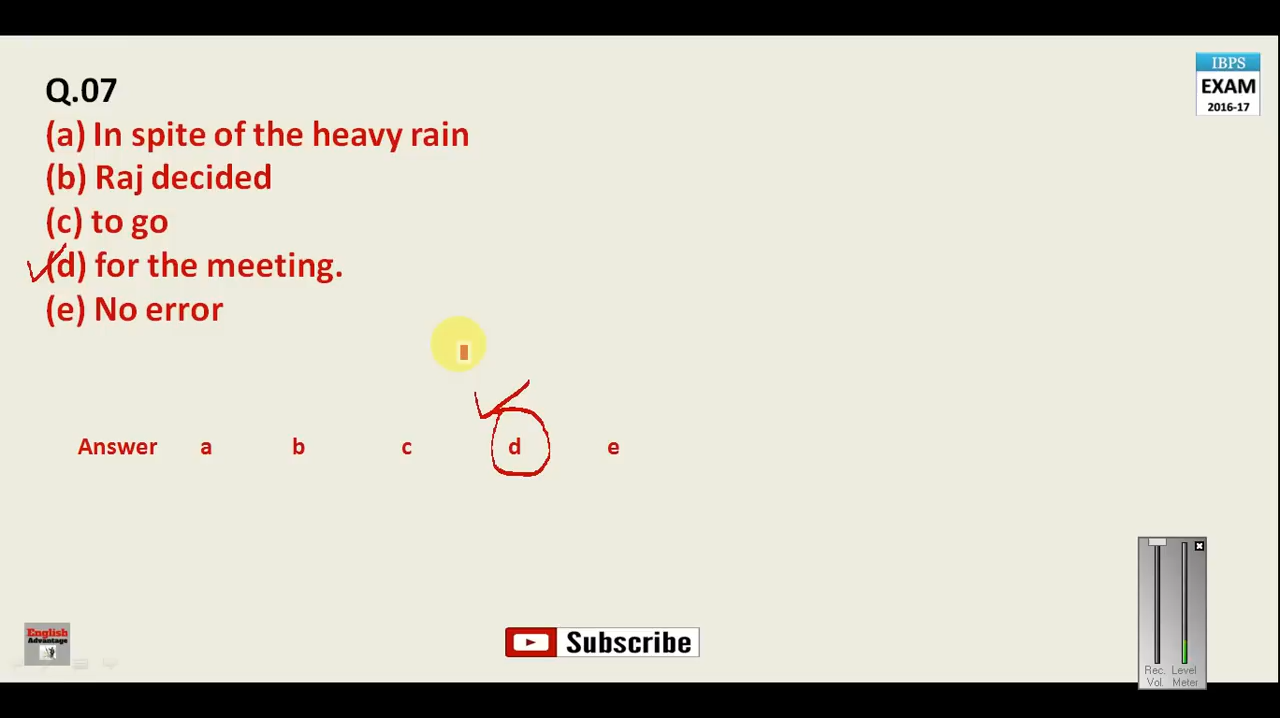 Q.07
IBPS
EXAM
2016-17
(a) In spite of the heavy rain
(b) Raj decided
(c) to go
(d) for the meeting.
(e) No error
Answer a b c d e
English
Advantage
Subscribe
Rec. Level
Vol. Meter